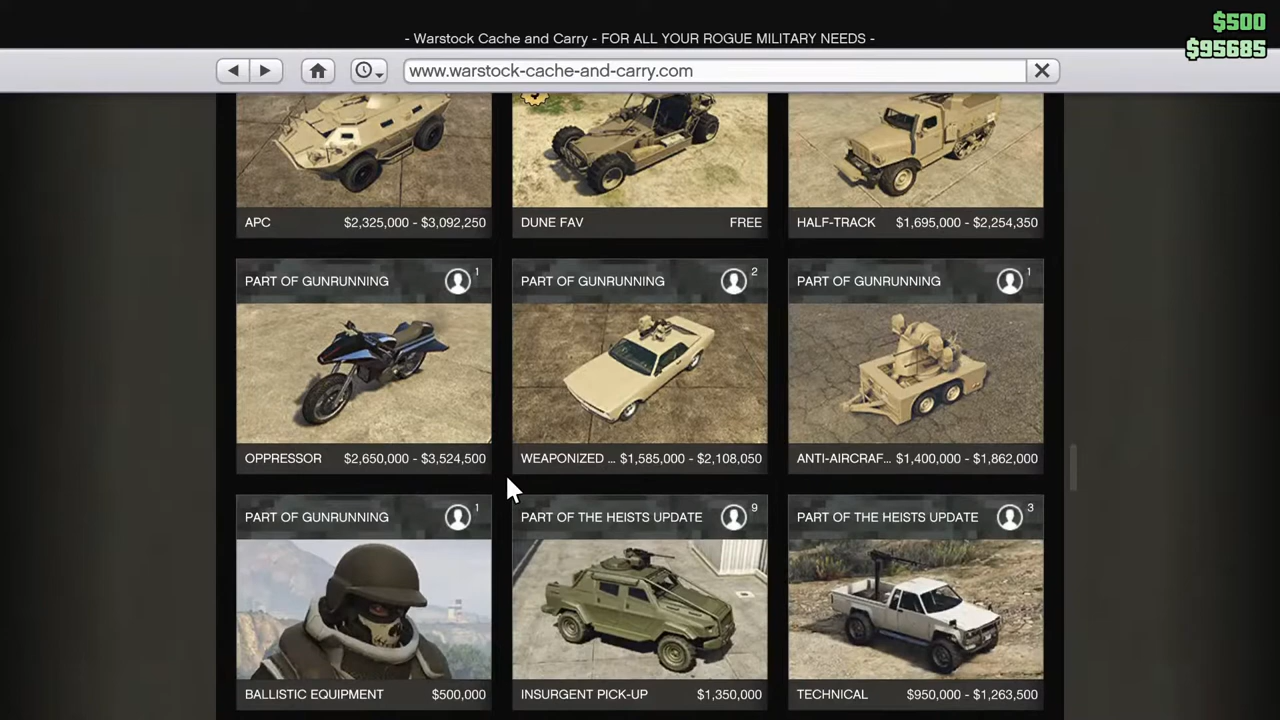 $500
- Warstock Cache and Carry - FOR ALL YOUR ROGUE MILITARY NEEDS -
$95685
www.warstock-cache-and-carry.com
APC $2,325,000 - $3,092,250
DUNE FAV FREE
HALF-TRACK $1,695,000 - $2,254,350
PART OF GUNRUNNING 1
PART OF GUNRUNNING 2
PART OF GUNRUNNING 1
OPPRESSOR $2,650,000 - $3,524,500
WEAPONIZED ... $1,585,000 - $2,108,050
ANTI-AIRCRAF... $1,400,000 - $1,862,000
PART OF GUNRUNNING 1
PART OF THE HEISTS UPDATE 9
PART OF THE HEISTS UPDATE 3
BALLISTIC EQUIPMENT $500,000
INSURGENT PICK-UP $1,350,000
TECHNICAL $950,000 - $1,263,500